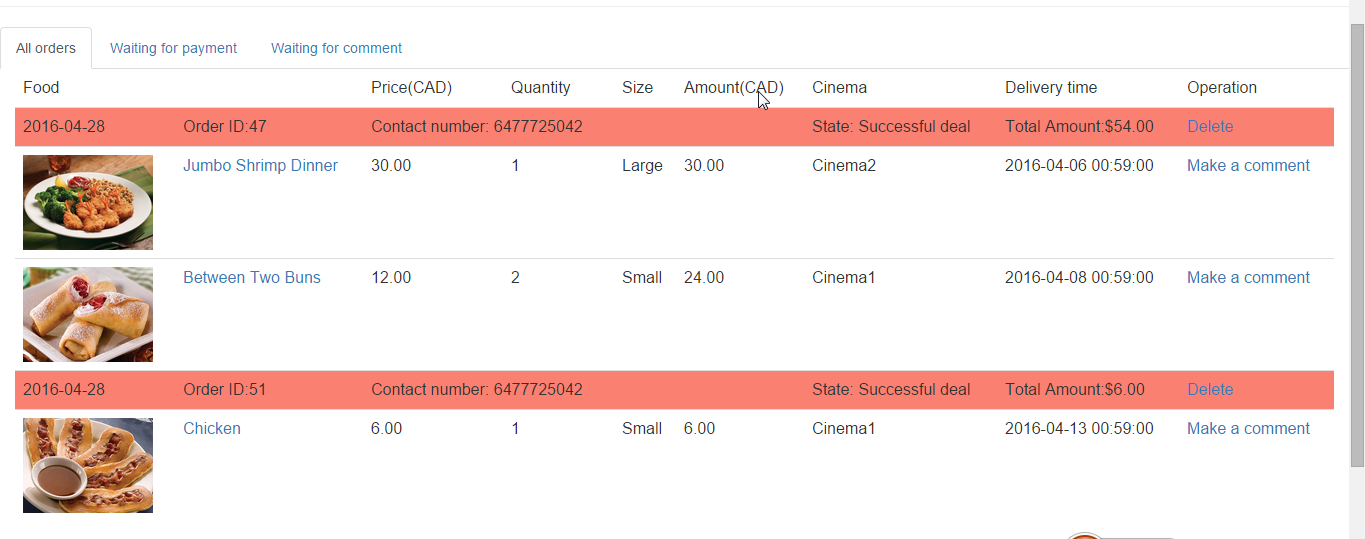 All orders Waiting for payment Waiting for comment
Food Price(CAD) Quantity Size Amount(CAD) Cinema Delivery time Operation
2016-04-28 Order ID:47 Contact number: 6477725042 State: Successful deal Total Amount:$54.00 Delete
Jumbo Shrimp Dinner 30.00 1 Large 30.00 Cinema2 2016-04-06 00:59:00 Make a comment
Between Two Buns 12.00 2 Small 24.00 Cinema1 2016-04-08 00:59:00 Make a comment
2016-04-28 Order ID:51 Contact number: 6477725042 State: Successful deal Total Amount:$6.00 Delete
Chicken 6.00 1 Small 6.00 Cinema1 2016-04-13 00:59:00 Make a comment